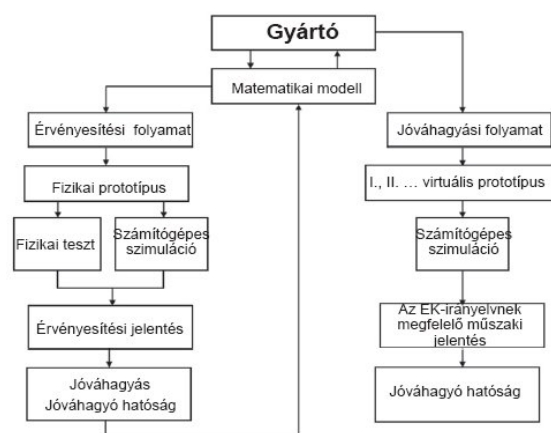 Gyártó
Matematikai modell
Érvényesítési folyamat
Jóváhagyási folyamat
Fizikai prototípus
I., II. … virtuális prototípus
Fizikai teszt
Számítógépes
szimuláció
Számítógépes
szimuláció
Érvényesítési jelentés
Az EK-irányelvnek
megfelelő műszaki
jelentés
Jóváhagyás
Jóváhagyó hatóság
Jóváhagyó hatóság